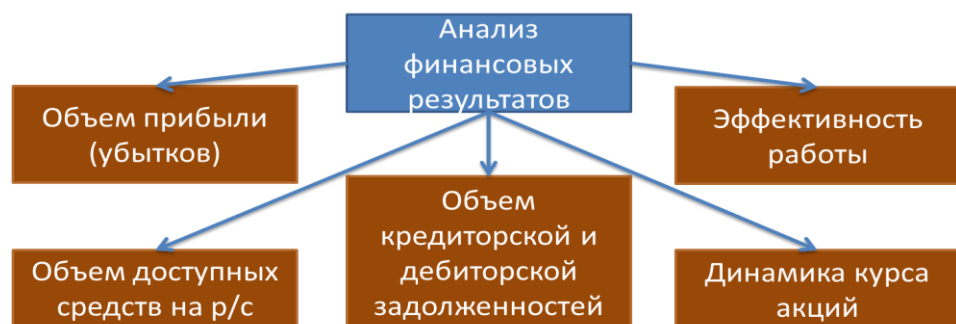 Анализ
финансовых
результатов
Объем прибыли
(убытков)
Эффективность
работы
Объем доступных
средств на р/с
Объем
кредиторской и
дебиторской
задолженностей
Динамика курса
акций